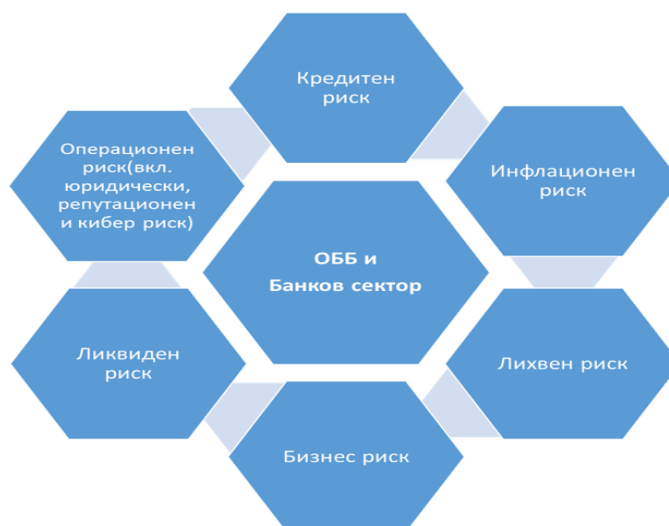 Кредитен
риск
Операционен
риск(вкл.
юридически,
репутационен
и кибер риск)
Инфлационен
риск
ОББ и
Банков сектор
Ликвиден
риск
Лихвен риск
Бизнес риск